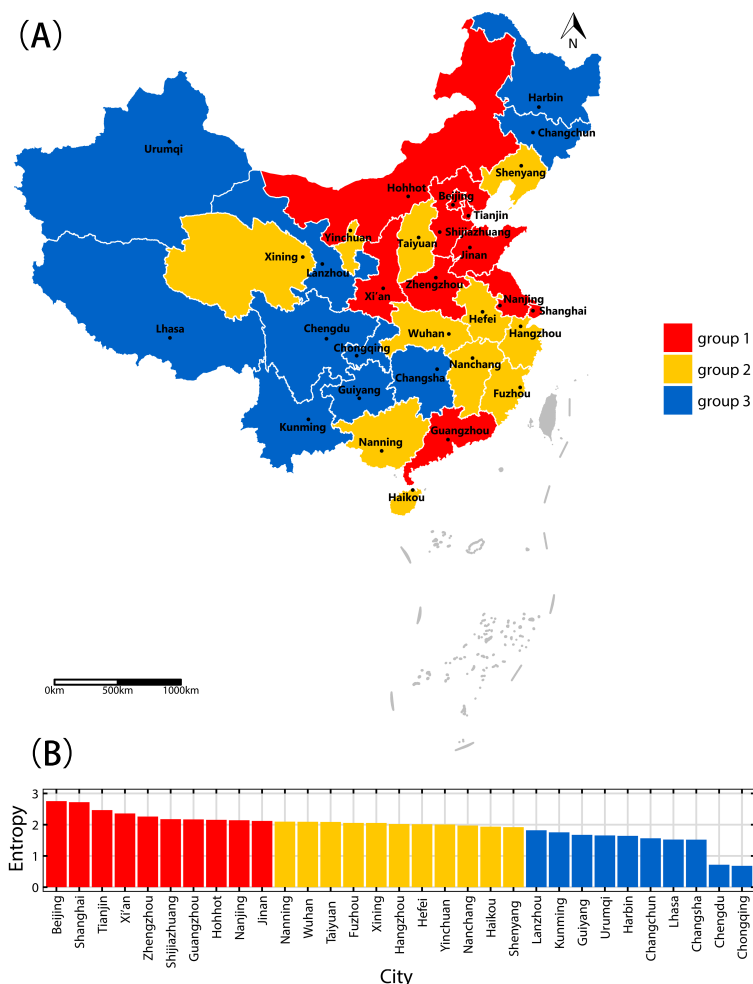 (A)
N
Harbin
Changchun
Urumqi
Shenyang
Hohhot
Beijing
Tianjin
Yinchuan
Taiyuan
Shijiazhuang
Xining
Lanzhou
Jinan
Xi'an
Zhengzhou
Nanjing
Shanghai
Hefei
Lhasa
Chengdu
Wuhan
Hangzhou
Chongqing
Nanchang
Changsha
Guiyang
Fuzhou
Kunming
Guangzhou
Nanning
Haikou
group 1
group 2
group 3
0km 500km 1000km
(B)
Entropy
3
2
1
0
Beijing
Shanghai
Tianjin
Xi'an
Zhengzhou
Shijiazhuang
Guangzhou
Hohhot
Nanjing
Jinan
Nanning
Wuhan
Taiyuan
Fuzhou
Xining
Hangzhou
Hefei
Yinchuan
Nanchang
Haikou
Shenyang
Lanzhou
Kunming
Guiyang
Urumqi
Harbin
Changchun
Lhasa
Changsha
Chengdu
Chongqing
City